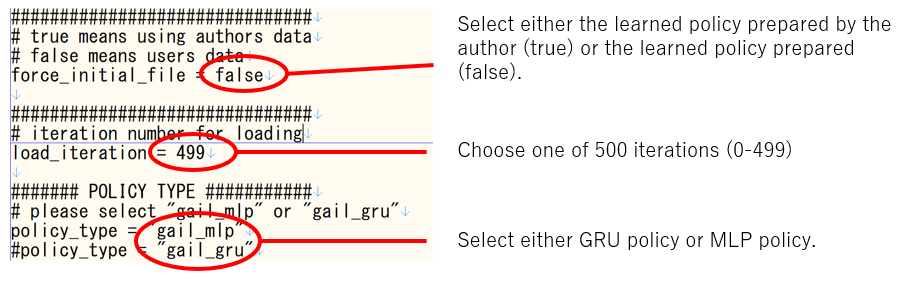 ###############################↓
# true means using authors data↓
# false means users data↓
force_initial_file = false↓
↓
###############################↓
# iteration number for loading↓
load_iteration = 499↓
↓
####### POLICY TYPE ###########↓
# please select "gail_mlp" or "gail_gru"↓
policy_type = "gail_mlp"↓
#policy_type = "gail_gru"↓
Select either the learned policy prepared by the
author (true) or the learned policy prepared
(false).
Choose one of 500 iterations (0-499)
Select either GRU policy or MLP policy.